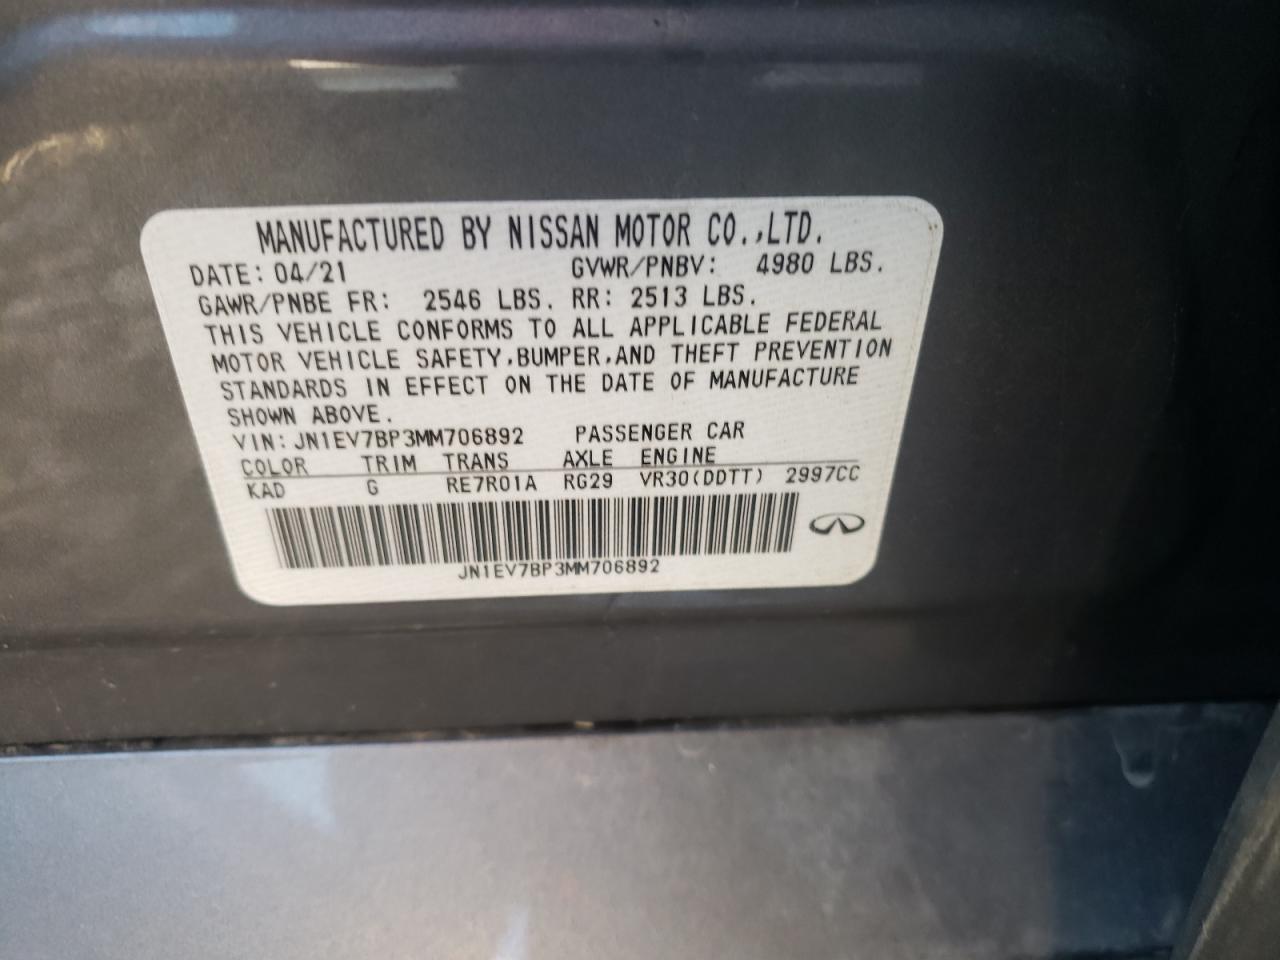 MANUFACTURED BY NISSAN MOTOR CO.,LTD.
DATE: 04/21 GVWR/PNBV: 4980 LBS.
GAWR/PNBE FR: 2546 LBS. RR: 2513 LBS.
THIS VEHICLE CONFORMS TO ALL APPLICABLE FEDERAL
MOTOR VEHICLE SAFETY,BUMPER,AND THEFT PREVENTION
STANDARDS IN EFFECT ON THE DATE OF MANUFACTURE
SHOWN ABOVE.
VIN: JN1EV7BP3MM706892 PASSENGER CAR
COLOR TRIM TRANS AXLE ENGINE
KAD G RE7R01A RG29 VR30(DDTT) 2997CC
JN1EV7BP3MM706892